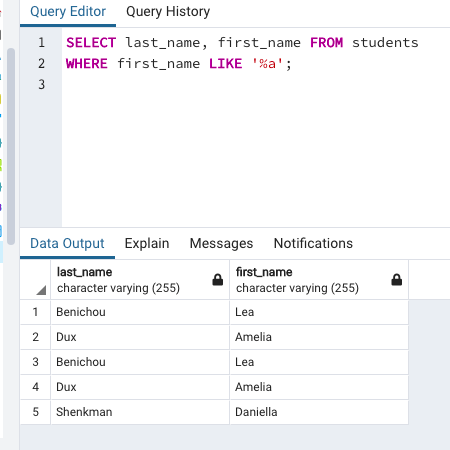 Query Editor Query History
1 SELECT last_name, first_name FROM students
2 WHERE first_name LIKE '%a';
3
Data Output Explain Messages Notifications
last_name first_name
character varying (255) character varying (255)
1 Benichou Lea
2 Dux Amelia
3 Benichou Lea
4 Dux Amelia
5 Shenkman Daniella